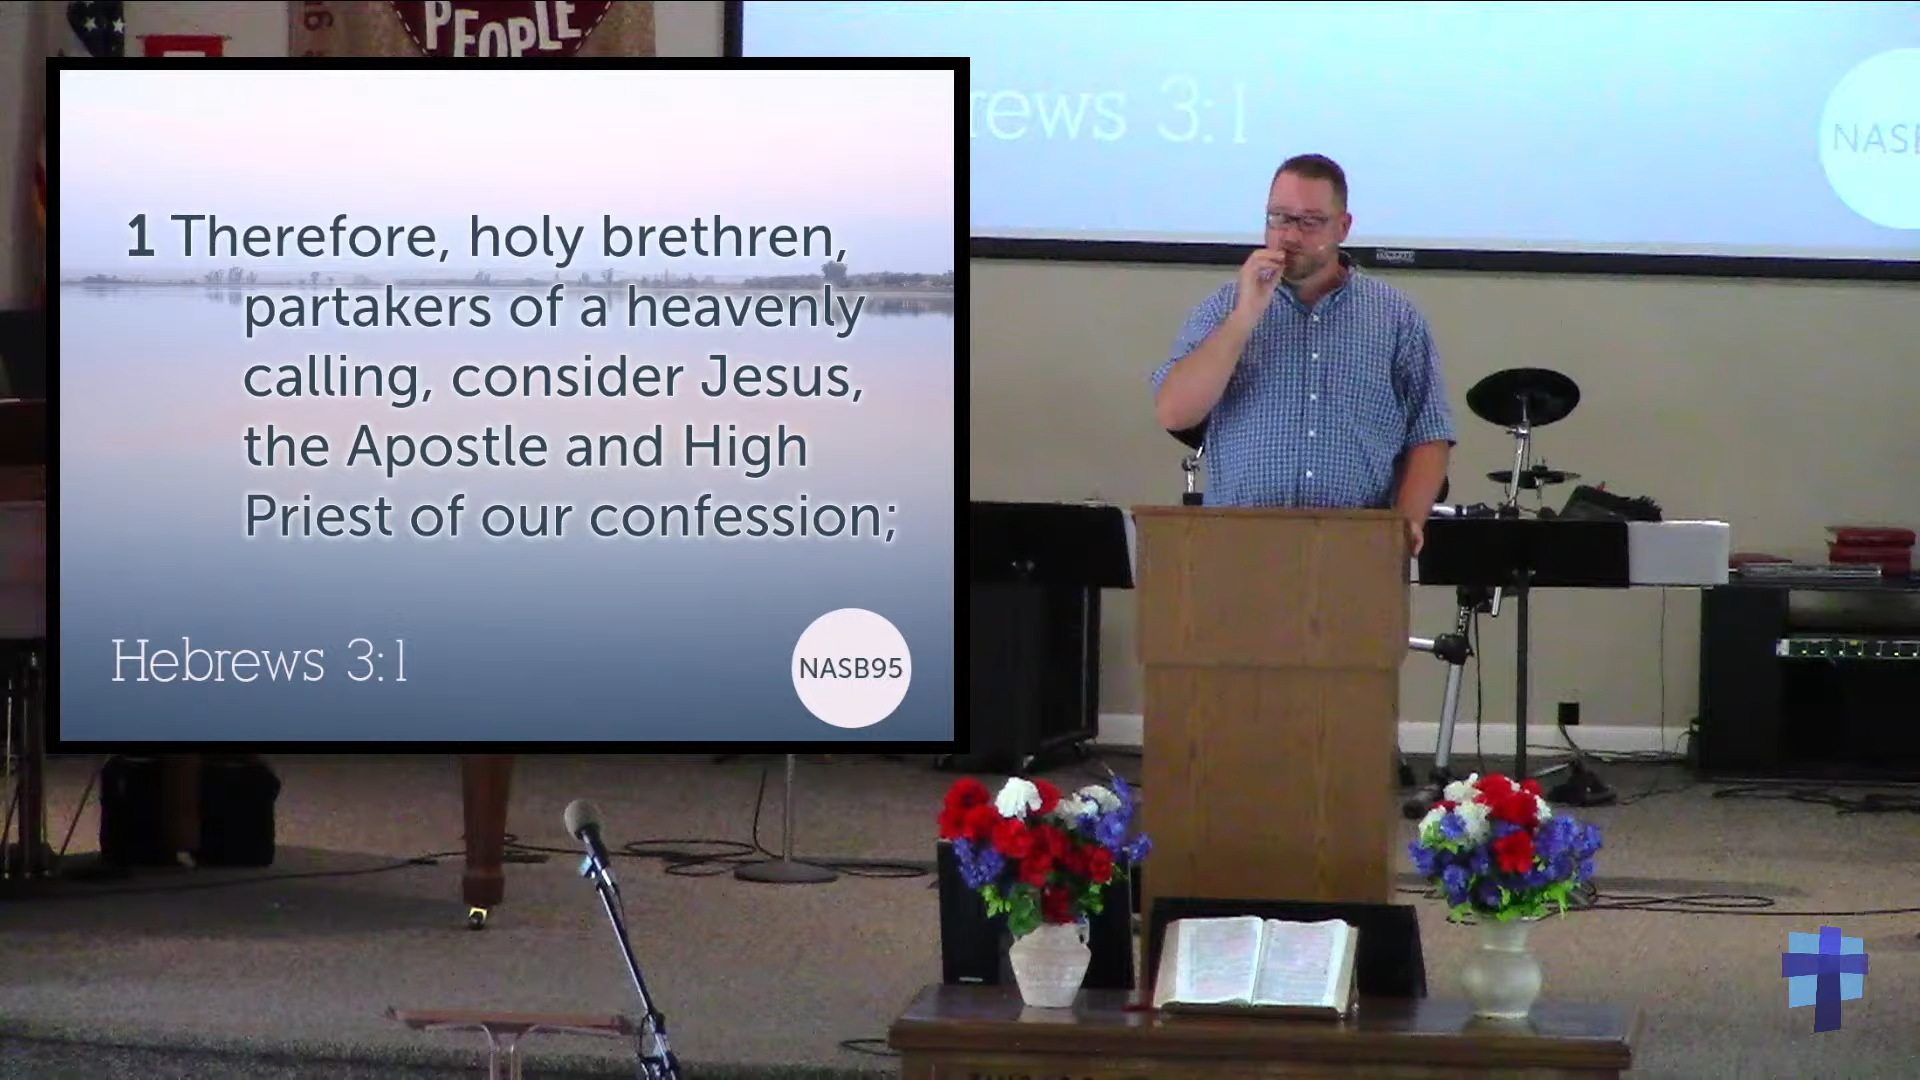 PEOPLE
1 Therefore, holy brethren,
partakers of a heavenly
calling, consider Jesus,
the Apostle and High
Priest of our confession;
Hebrews 3:1
NASB95
rews 3:1
NASB